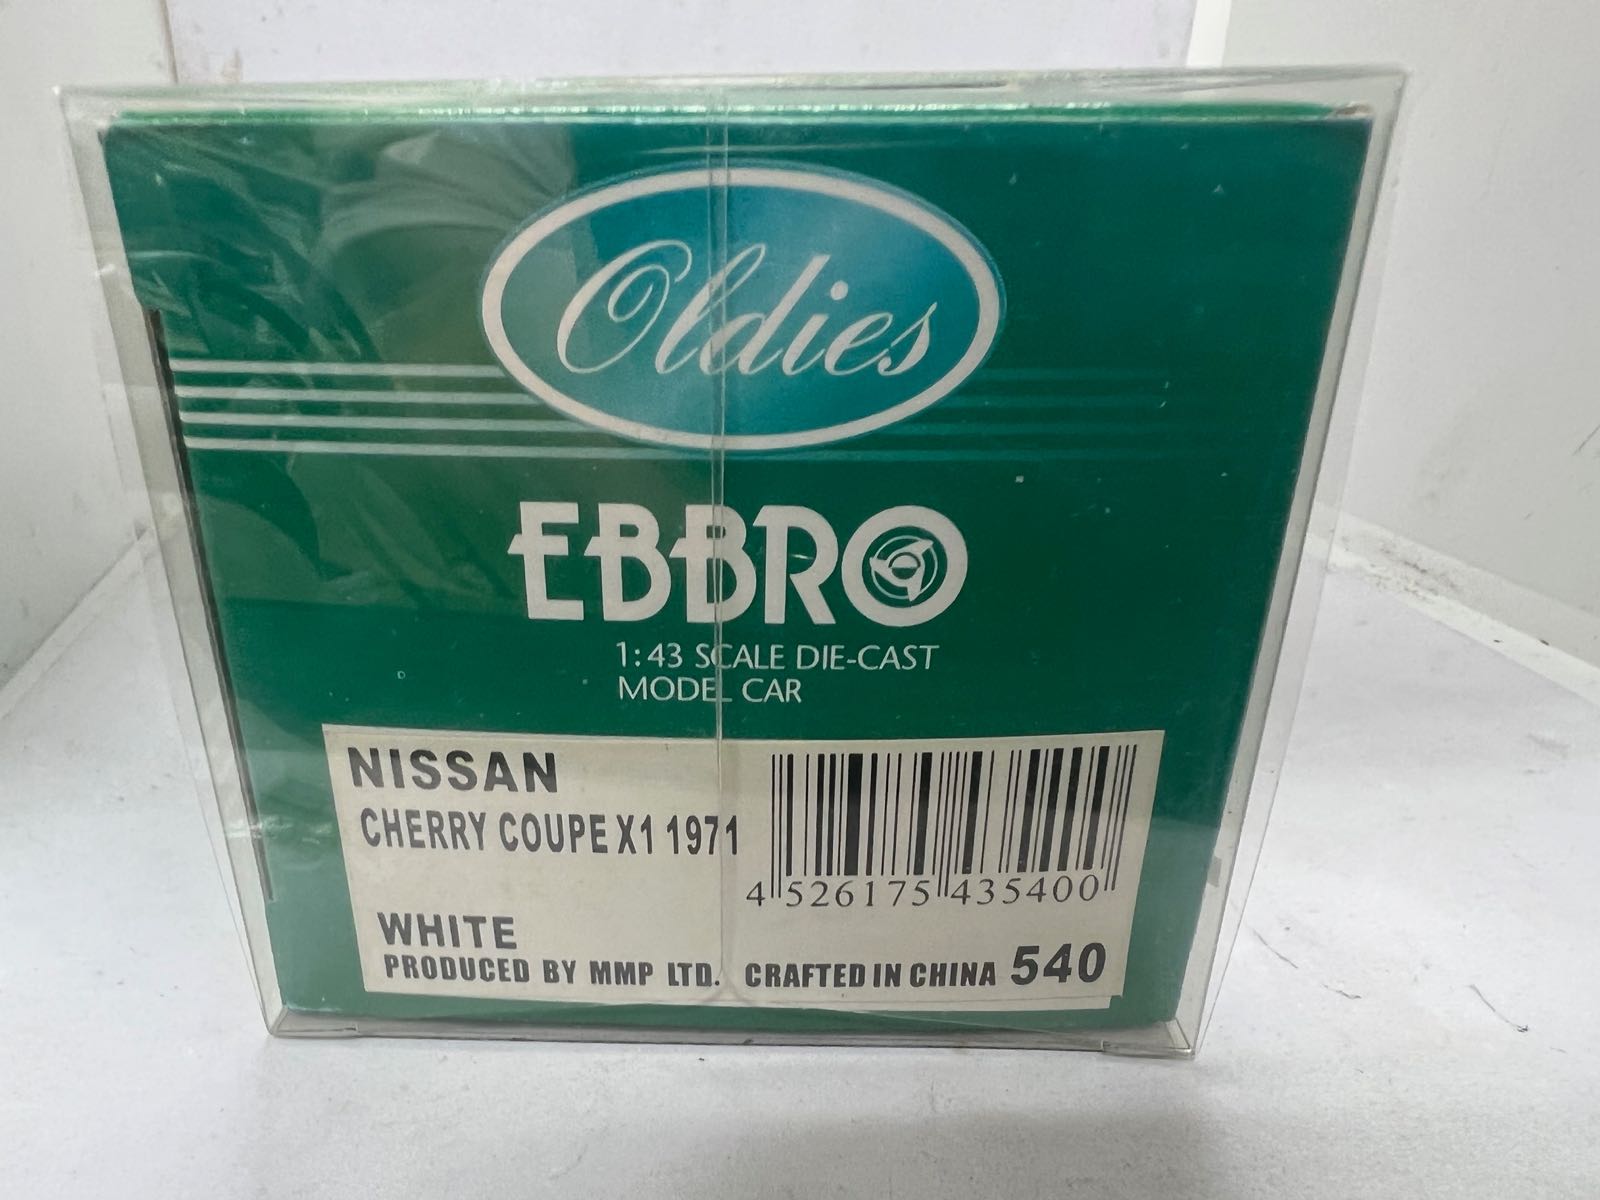 Oldies
EBBRO
1:43 SCALE DIE-CAST
MODEL CAR
NISSAN
CHERRY COUPE X1 1971
4 526175 435400
WHITE
PRODUCED BY MMP LTD. CRAFTED IN CHINA 540